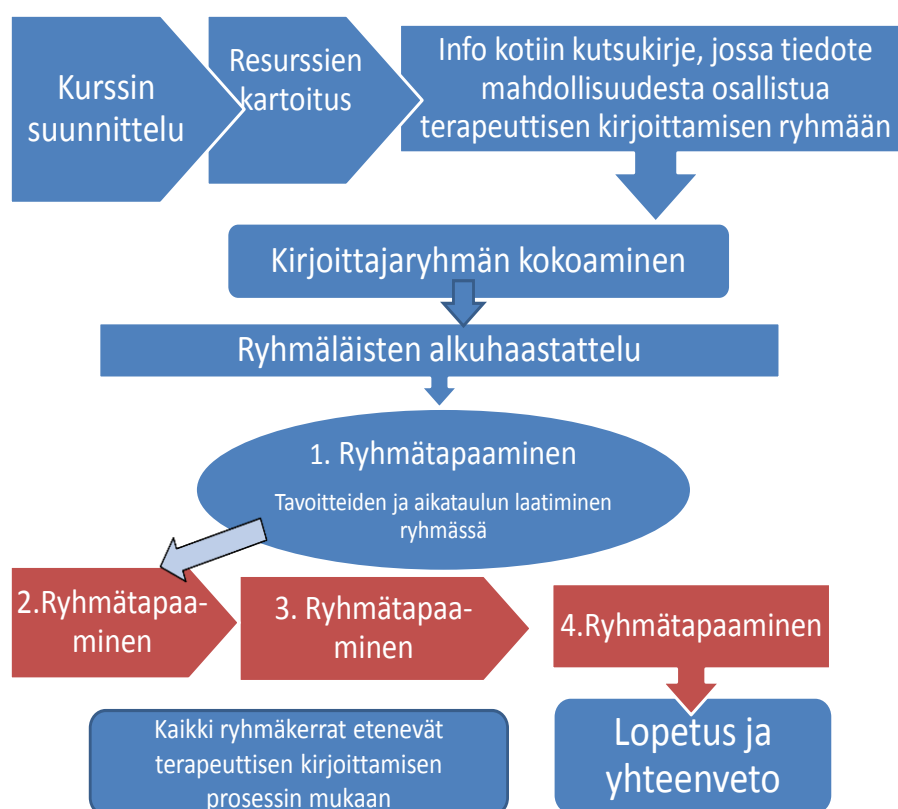 Kurssin
suunnittelu
Resurssien
kartoitus
Info kotiin kutsukirje, jossa tiedote
mahdollisuudesta osallistua
terapeuttisen kirjoittamisen ryhmään
Kirjoittajaryhmän kokoaminen
Ryhmäläisten alkuhaastattelu
1. Ryhmätapaaminen
Tavoitteiden ja aikataulun laatiminen
ryhmässä
2.Ryhmätapaa-
minen
3. Ryhmätapaa-
minen
4.Ryhmätapaaminen
Kaikki ryhmäkerrat etenevät
terapeuttisen kirjoittamisen
prosessin mukaan
Lopetus ja
yhteenveto